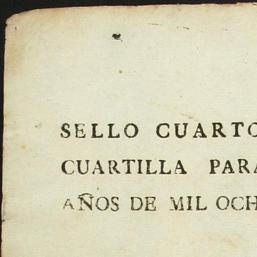 SELLO CUARTO
CUARTILLA PARA
AÑOS DE MIL OCH